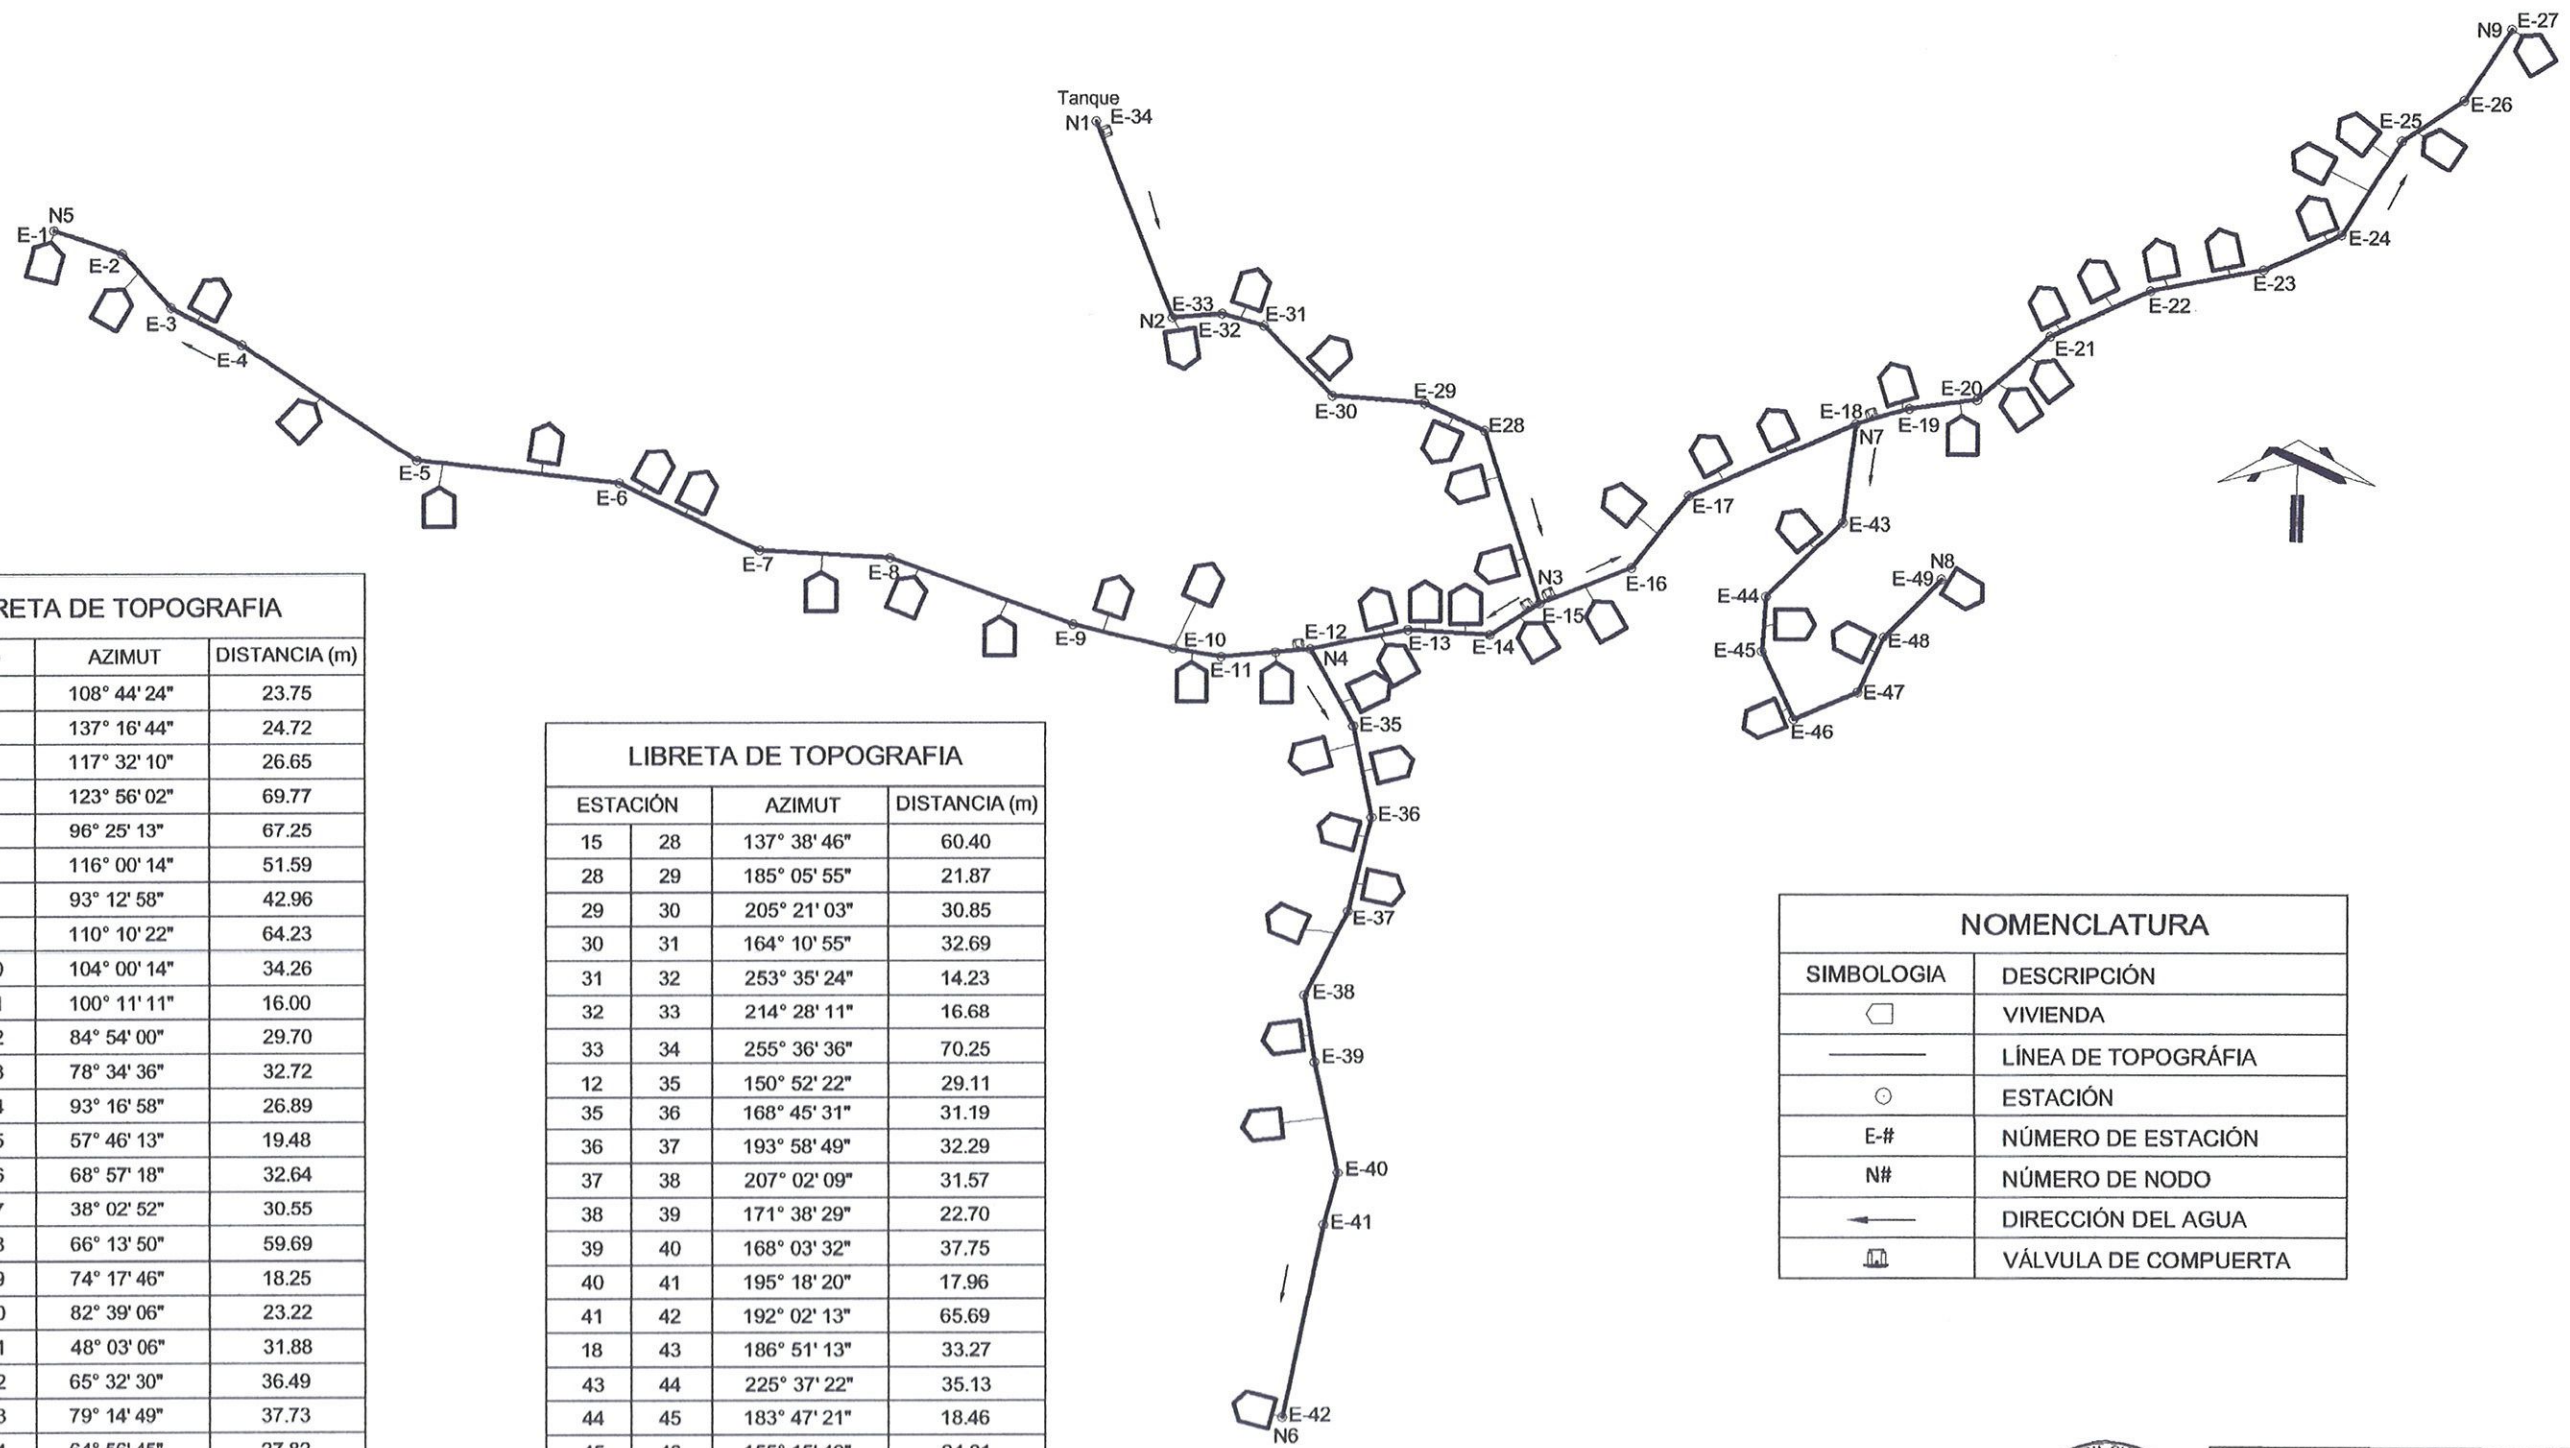 E-27
N9
E-26
Tanque
N1
E-34
E-25
N5
E-1
E-2
E-24
E-3
E-4
E-23
E-33
N2
E-32
E-31
E-22
E-21
E-30
E-29
E28
E-20
E-18
E-19
N7
E-5
E-6
E-17
E-43
E-7
E-8
N3
E-16
N8
E-49
E-44
E-15
E-9
E-10
E-12
E-13
E-14
E-11
N4
E-45
E-48
E-47
E-46
E-35
E-36
E-37
E-38
E-39
E-40
E-41
E-42
N6
RETA DE TOPOGRAFIA
AZIMUT DISTANCIA (m)
108° 44' 24" 23.75
137° 16' 44" 24.72
117° 32' 10" 26.65
123° 56' 02" 69.77
96° 25' 13" 67.25
116° 00' 14" 51.59
93° 12' 58" 42.96
110° 10' 22" 64.23
0 104° 00' 14" 34.26
1 100° 11' 11" 16.00
2 84° 54' 00" 29.70
3 78° 34' 36" 32.72
4 93° 16' 58" 26.89
5 57° 46' 13" 19.48
6 68° 57' 18" 32.64
7 38° 02' 52" 30.55
8 66° 13' 50" 59.69
9 74° 17' 46" 18.25
0 82° 39' 06" 23.22
1 48° 03' 06" 31.88
2 65° 32' 30" 36.49
3 79° 14' 49" 37.73
LIBRETA DE TOPOGRAFIA
ESTACIÓN AZIMUT DISTANCIA (m)
15 28 137° 38' 46" 60.40
28 29 185° 05' 55" 21.87
29 30 205° 21' 03" 30.85
30 31 164° 10' 55" 32.69
31 32 253° 35' 24" 14.23
32 33 214° 28' 11" 16.68
33 34 255° 36' 36" 70.25
12 35 150° 52' 22" 29.11
35 36 168° 45' 31" 31.19
36 37 193° 58' 49" 32.29
37 38 207° 02' 09" 31.57
38 39 171° 38' 29" 22.70
39 40 168° 03' 32" 37.75
40 41 195° 18' 20" 17.96
41 42 192° 02' 13" 65.69
18 43 186° 51' 13" 33.27
43 44 225° 37' 22" 35.13
44 45 183° 47' 21" 18.46
NOMENCLATURA
SIMBOLOGIA DESCRIPCIÓN
VIVIENDA
LÍNEA DE TOPOGRÁFIA
ESTACIÓN
E-# NÚMERO DE ESTACIÓN
N# NÚMERO DE NODO
DIRECCIÓN DEL AGUA
VÁLVULA DE COMPUERTA